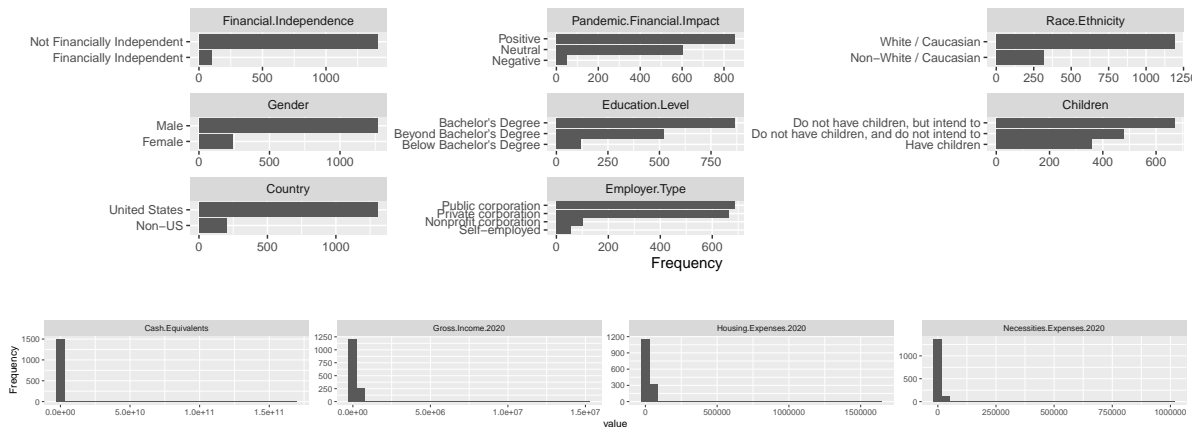 Financial.Independence
Not Financially Independent
Financially Independent
0 500 1000
Pandemic.Financial.Impact
Positive
Neutral
Negative
0 200 400 600 800
Race.Ethnicity
White / Caucasian
Non−White / Caucasian
0 250 500 750 1000 1250
Gender
Male
Female
0 500 1000
Education.Level
Bachelor's Degree
Beyond Bachelor's Degree
Below Bachelor's Degree
0 250 500 750
Children
Do not have children, but intend to
Do not have children, and do not intend to
Have children
0 200 400 600
Country
United States
Non−US
0 500 1000
Employer.Type
Public corporation
Private corporation
Nonprofit corporation
Self−employed
0 200 400 600
Frequency
Cash.Equivalents
1500
1000
500
0
0.0e+00 5.0e+10 1.0e+11 1.5e+11
Gross.Income.2020
1250
1000
750
500
250
0
0.0e+00 5.0e+06 1.0e+07 1.5e+07
Housing.Expenses.2020
1200
900
600
300
0
0 500000 1000000 1500000
Necessities.Expenses.2020
1000
500
0
0 250000 500000 750000 1000000
Frequency
value